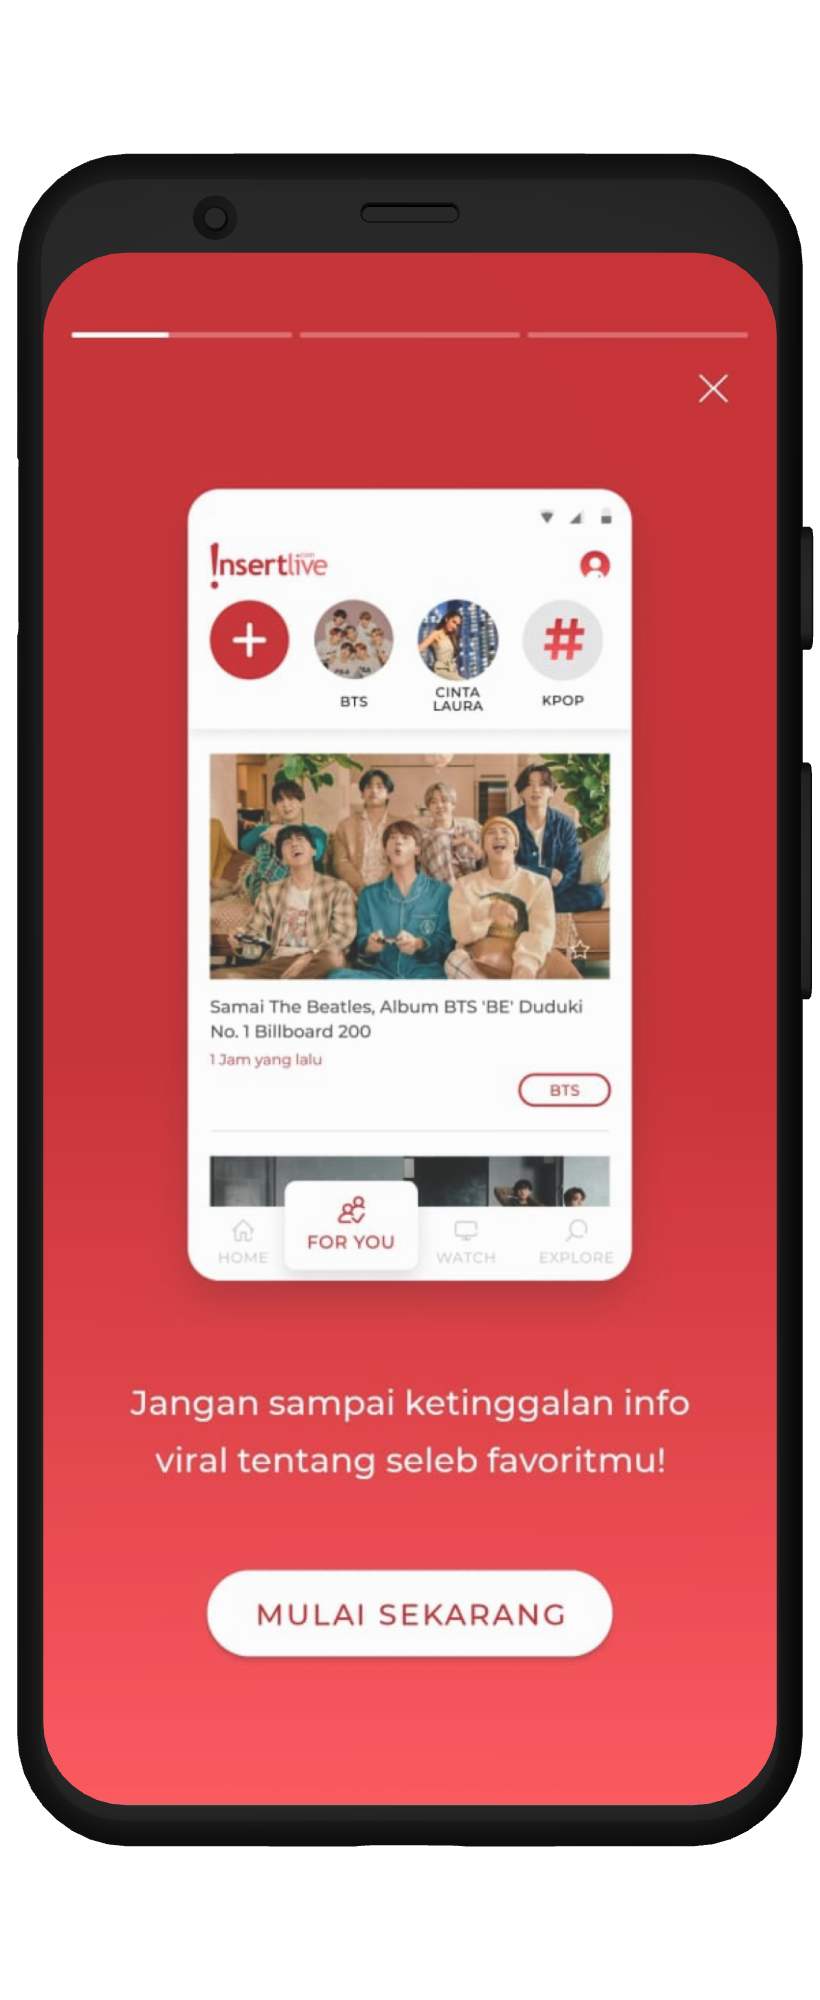 Insertlive
.com
BTS
CINTA
LAURA
#
KPOP
Samai The Beatles, Album BTS 'BE' Duduki
No. 1 Billboard 200
1 Jam yang lalu
BTS
HOME
FOR YOU
WATCH
EXPLORE
Jangan sampai ketinggalan info
viral tentang seleb favoritmu!
MULAI SEKARANG